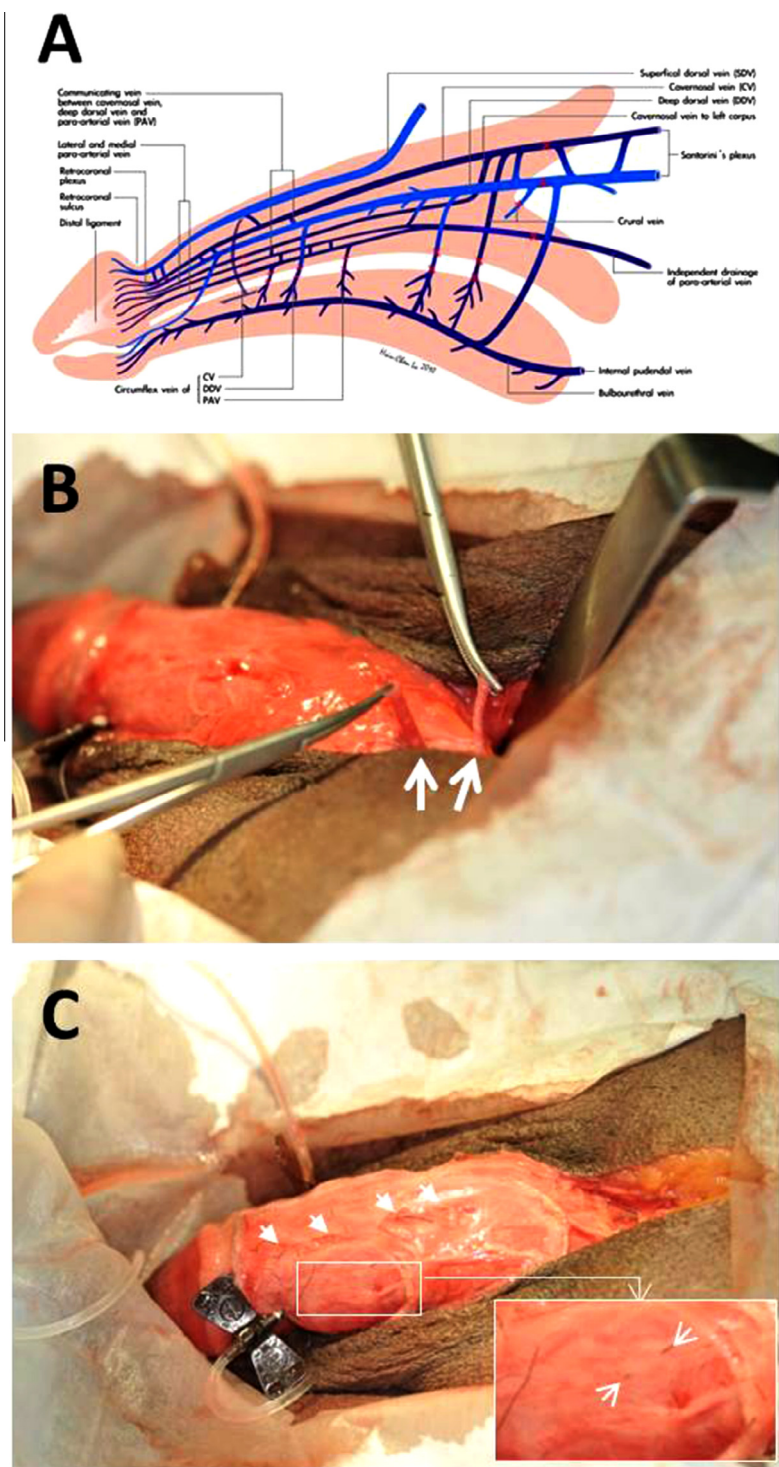 A
Superfical dorsal vein (SDV)
Cavernosal vein (CV)
Deep dorsal vein (DDV)
Cavernosal vein to left corpus
Santorini's plexus
Communicating vein
between cavernosal vein,
deep dorsal vein and
para-arterial vein (PAV)
Lateral and medial
para-arterial vein
Retrocoronal
plexus
Retrocoronal
sulcus
Distal ligament
Crural vein
Independent drainage
of para-arterial vein
Internal pudendal vein
Bulbourethral vein
Circumflex vein of
CV
DDV
PAV
2010
B
C